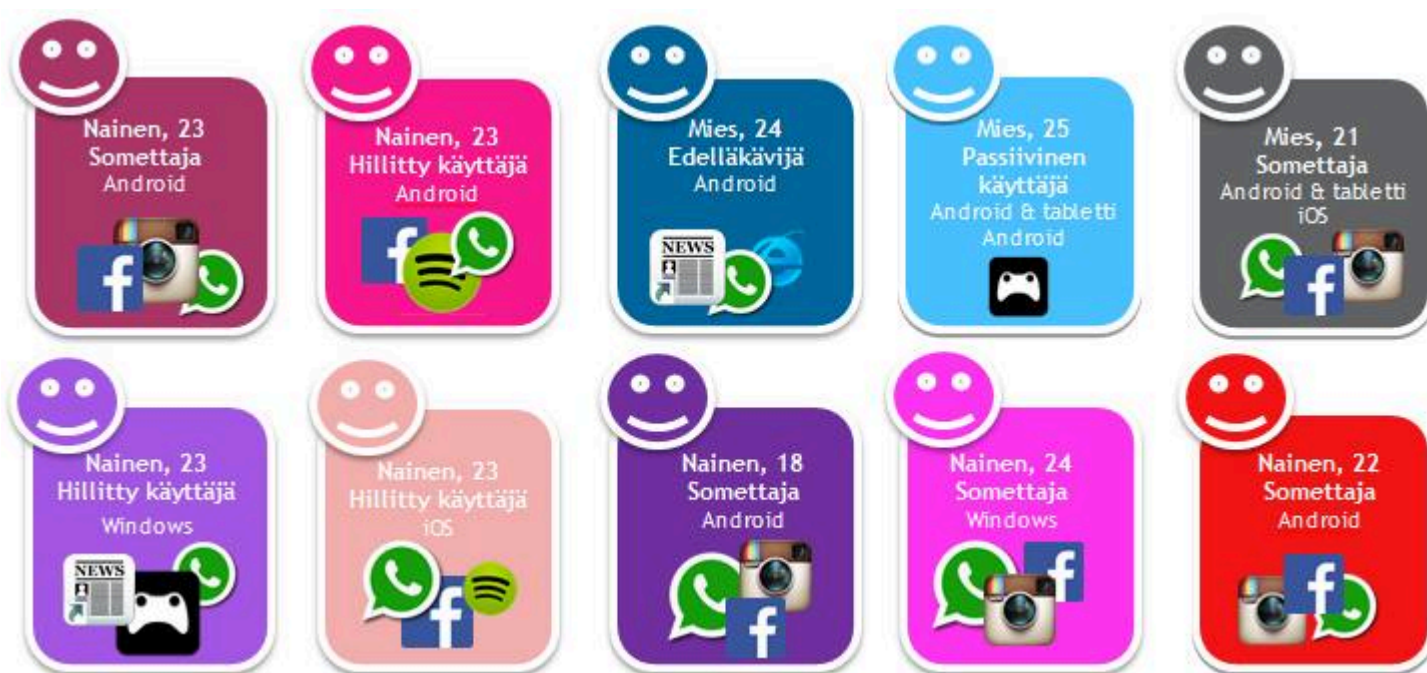 Nainen, 23
Somettaja
Android
Nainen, 23
Hillitty käyttäjä
Android
Mies, 24
Edelläkävijä
Android
NEWS
Mies, 25
Passiivinen
käyttäjä
Android & tabletti
Android
Mies, 21
Somettaja
Android & tabletti
iOS
Nainen, 23
Hillitty käyttäjä
Windows
NEWS
Nainen, 23
Hillitty käyttäjä
iOS
Nainen, 18
Somettaja
Android
Nainen, 24
Somettaja
Windows
Nainen, 22
Somettaja
Android